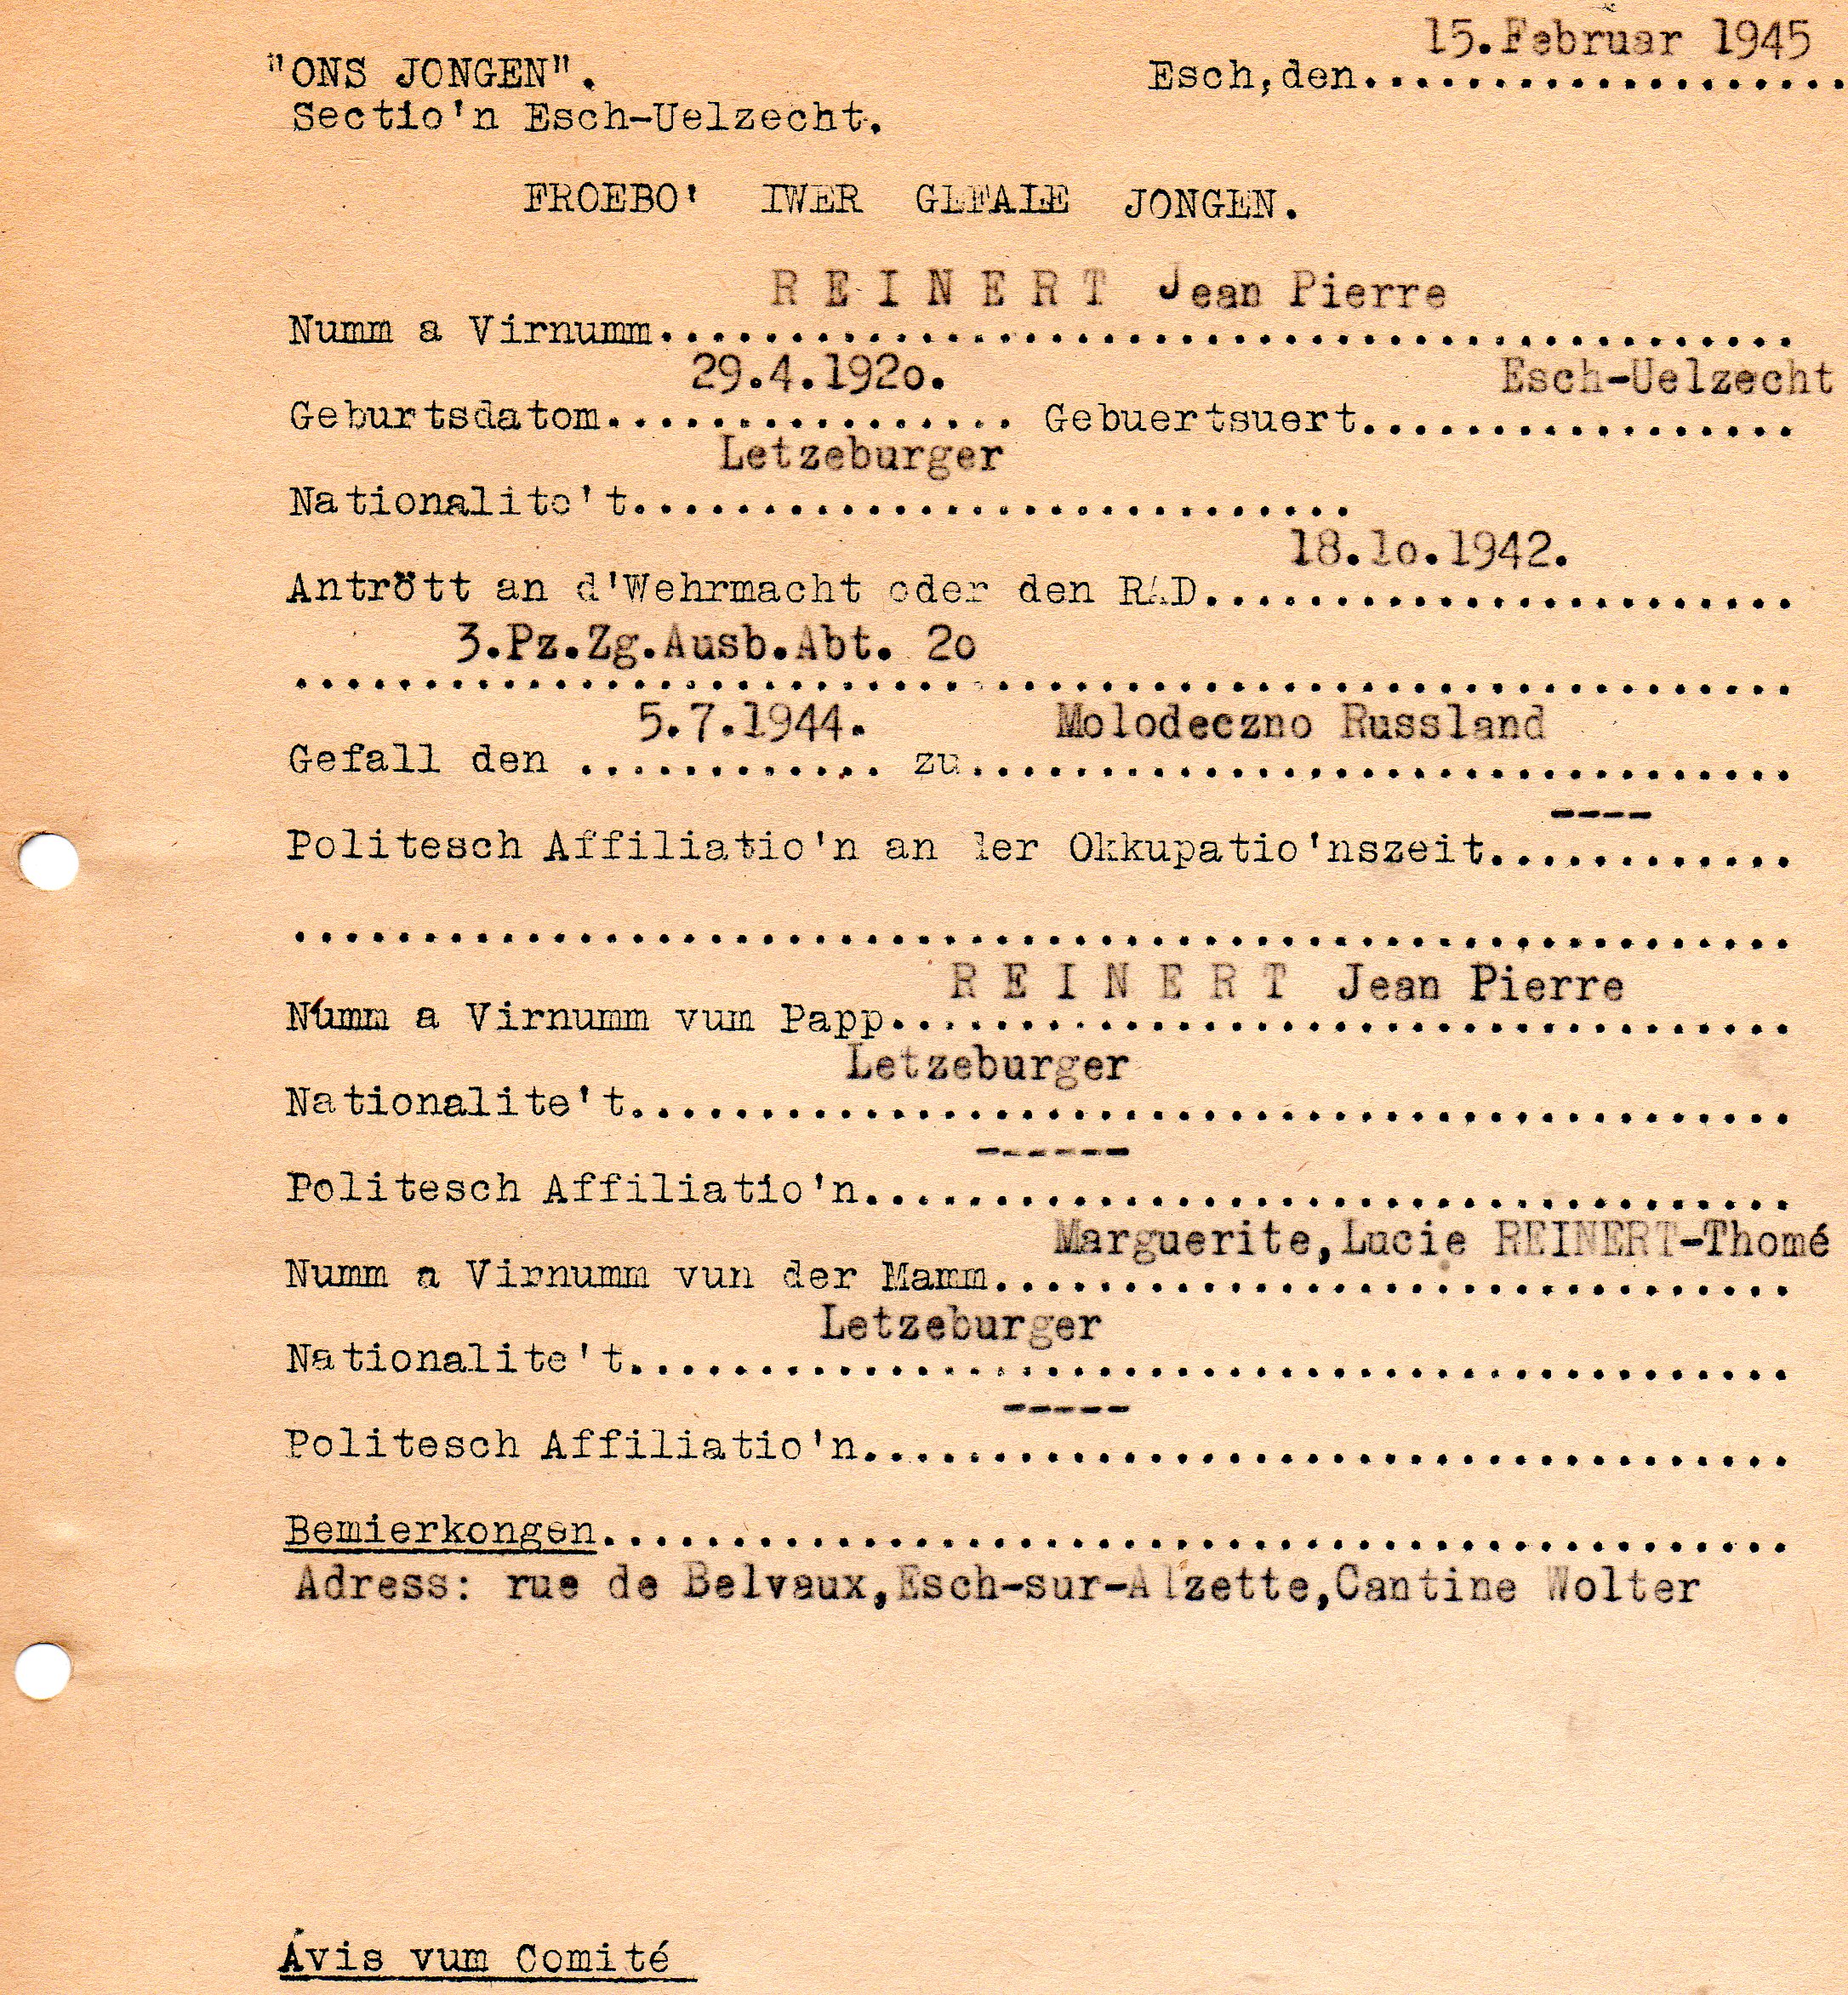 15.Februar 1945
"ONS JONGEN". Esch,den....................
Sectio'n Esch-Uelzecht.
FROEBO' IWER GEFALE JONGEN.
R E I N E R T Jean Pierre
Numm a Virnumm............................................
29.4.192o. Esch-Uelzecht
Geburtsdatom................ Gebuertsuert.................
Letzeburger
Nationalite't............................
18.1o.1942.
Antrött an d'Wehrmacht oder den RAD.......................
3.Pz.Zg.Ausb.Abt. 2o
..........................................................
5.7.1944. Molodeczno Russland
Gefall den ............ zu................................
----
Politesch Affiliatio'n an der Okkupatio'nszeit............
..........................................................
R E I N E R T Jean Pierre
Numm a Virnumm vum Papp...................................
Letzeburger
Nationalite't.............................................
------
Politesch Affiliatio'n....................................
Marguerite,Lucie REINERT-Thomé
Numm a Virnumm vun der Mamm...............................
Letzeburger
Nationalite't.............................................
-----
Politesch Affiliatio'n....................................
Bemierkongen..............................................
Adress: rue de Belvaux,Esch-sur-Alzette,Cantine Wolter
Avis vum Comité